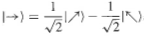 |→⟩ = 1/√2 |↗⟩ − 1/√2 |↖⟩